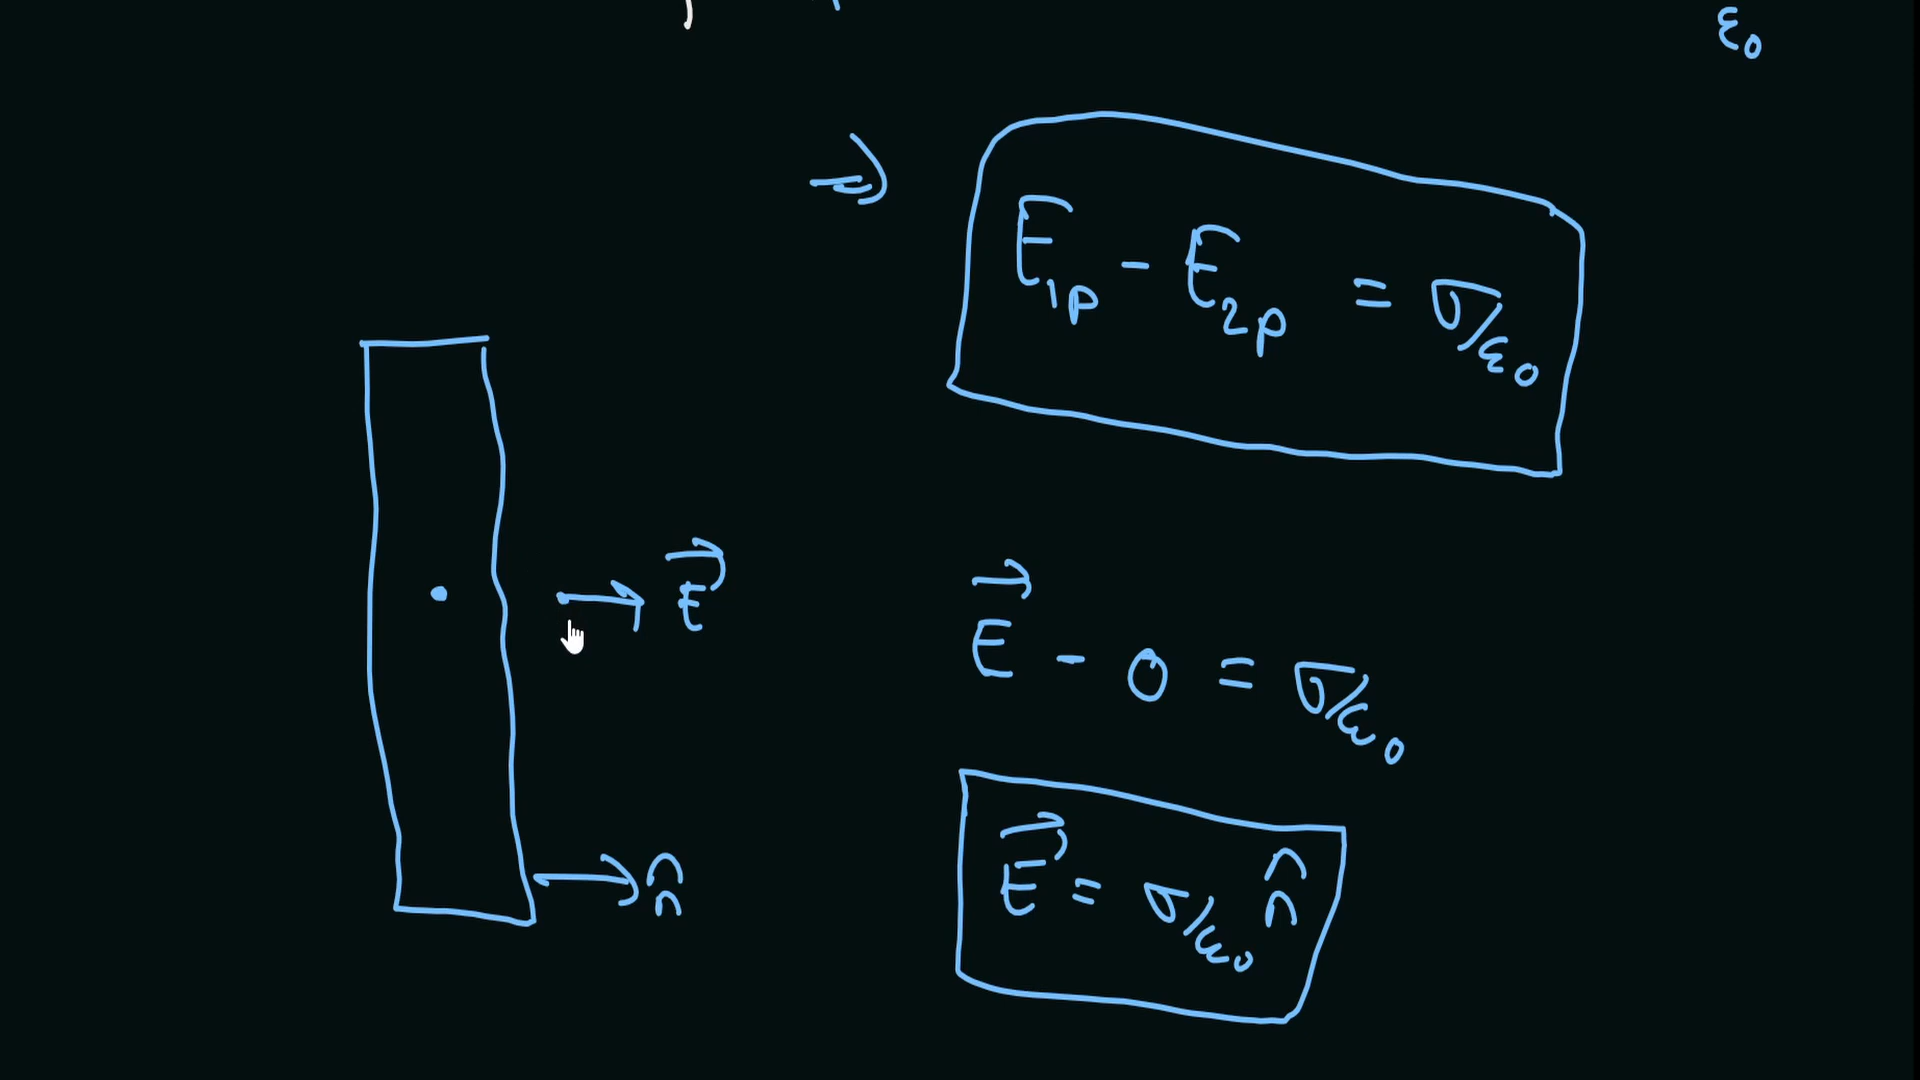 ε₀
⇒ E₁ₚ - E₂ₚ = σ/ε₀
E⃗
E⃗ - 0 = σ/ε₀
E⃗ = σ/ε₀ n̂
n̂